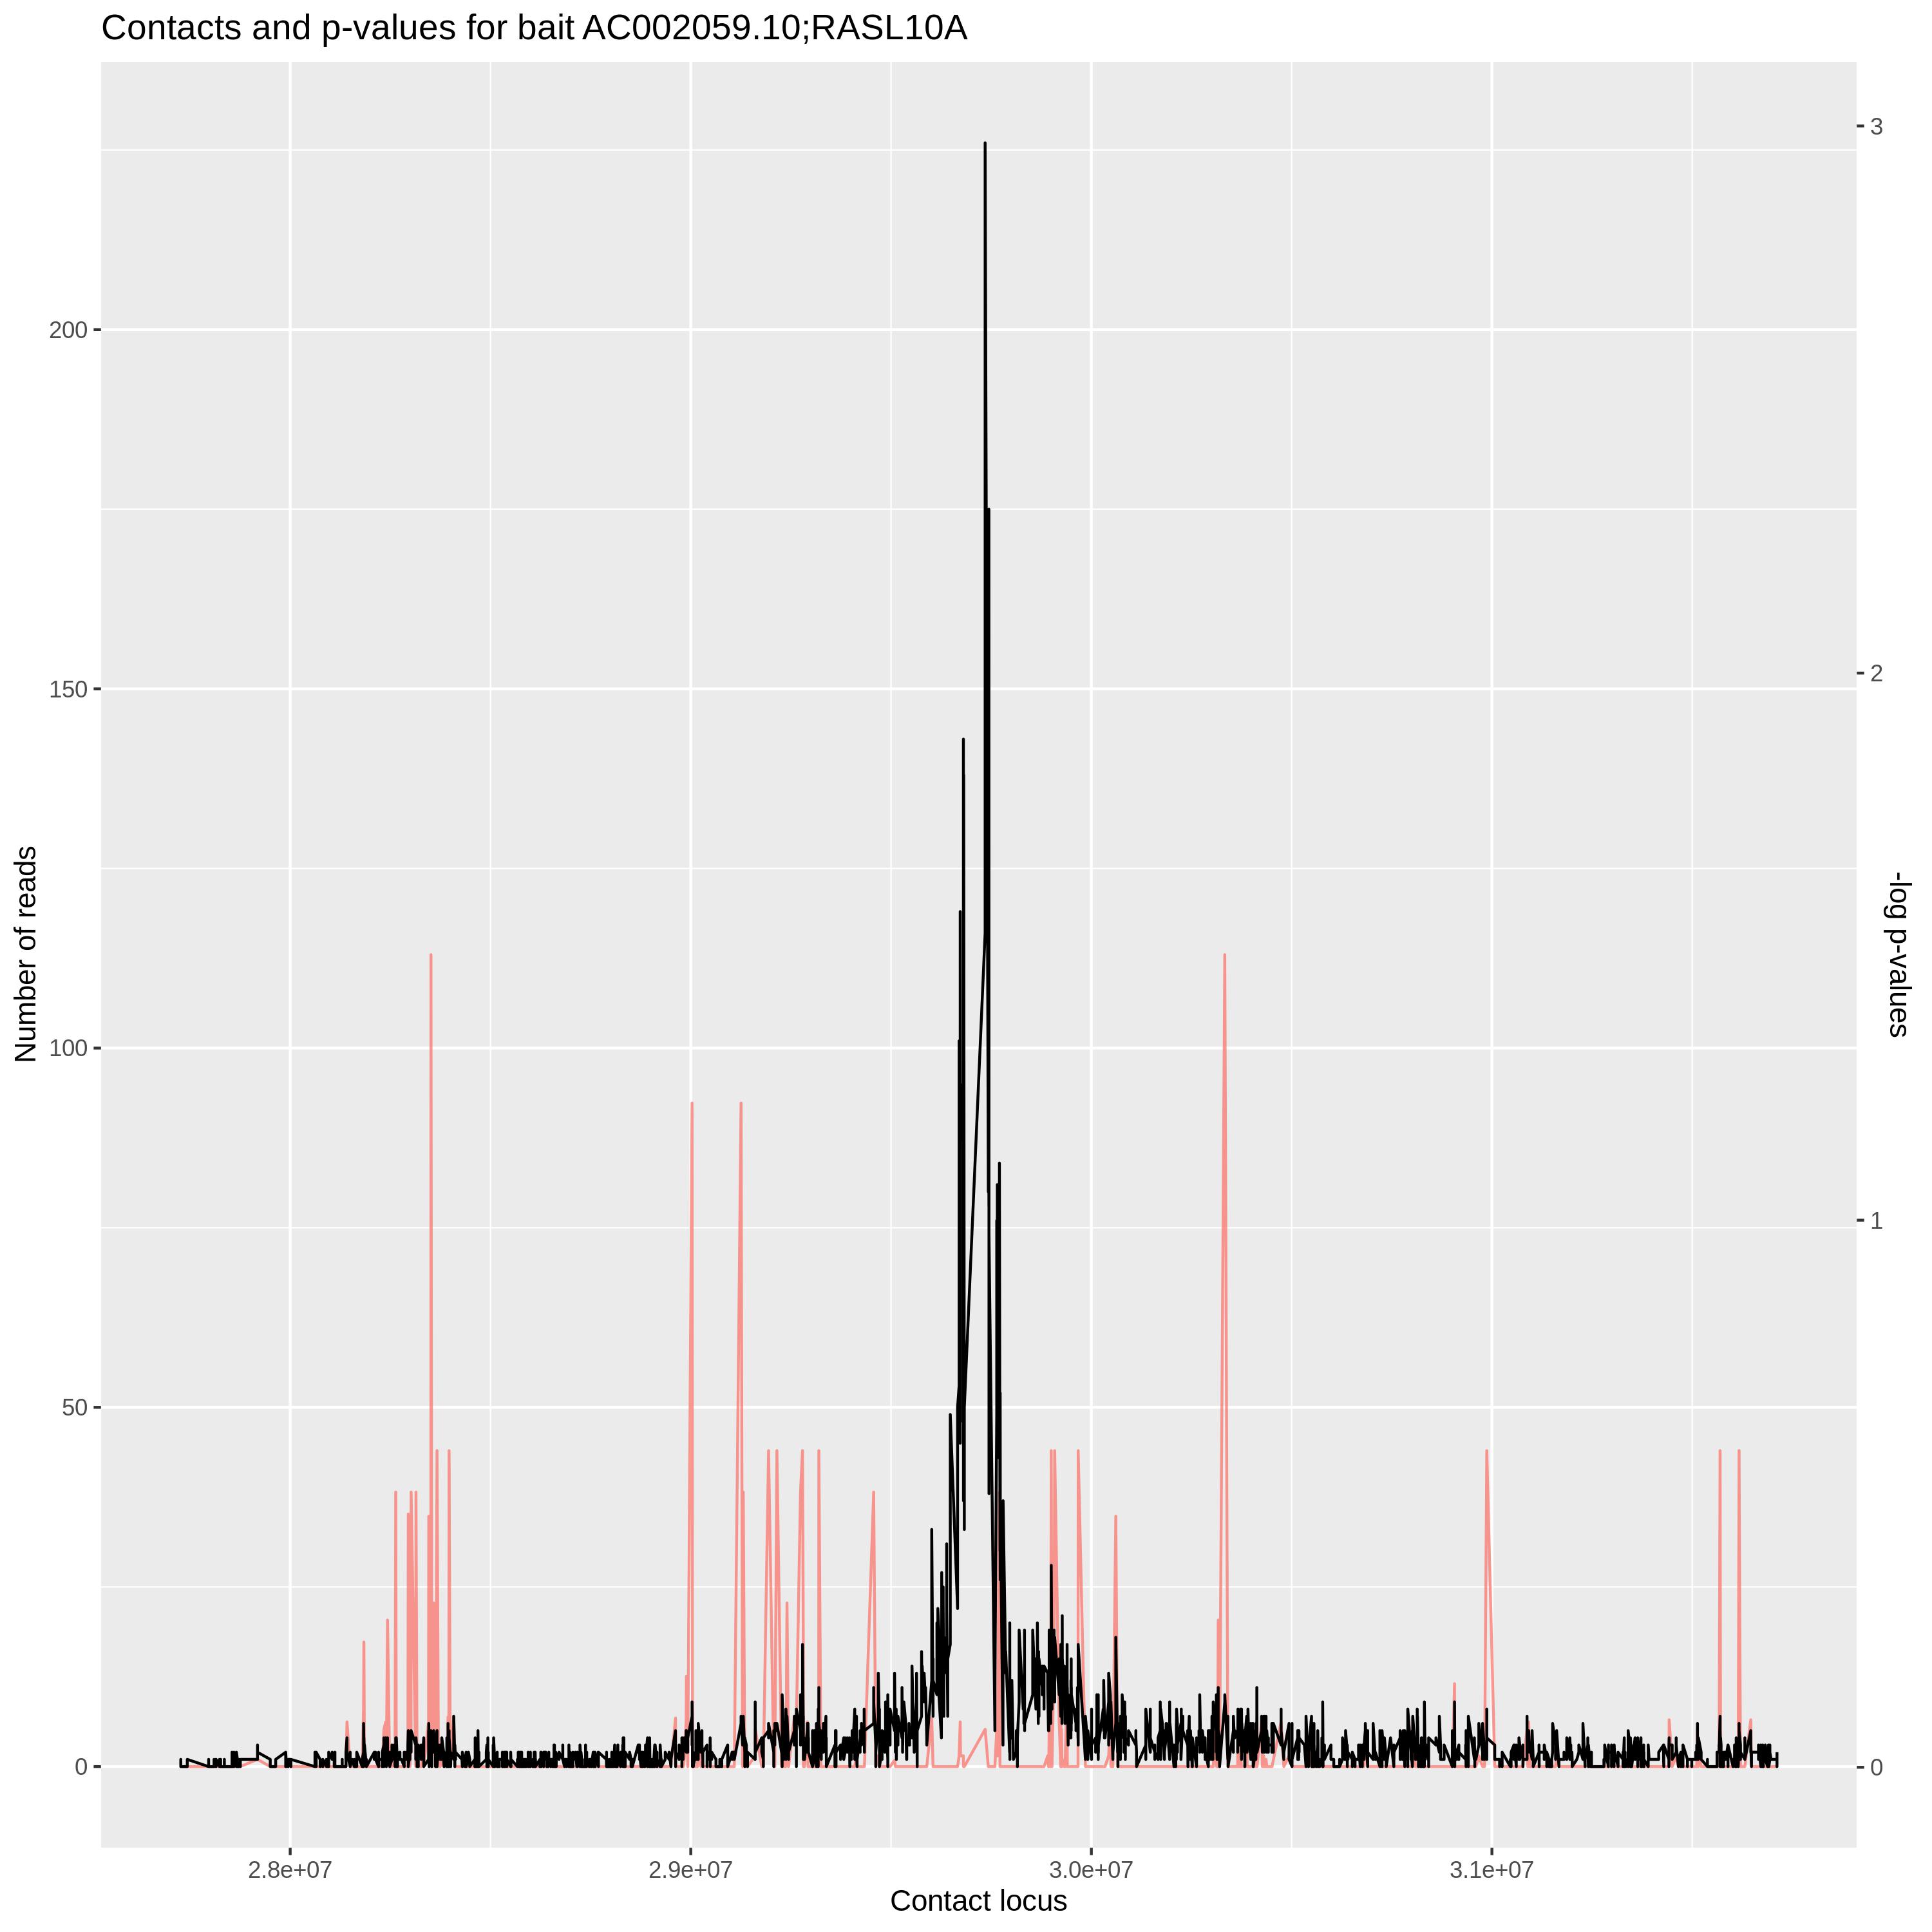 Contacts and p-values for bait AC002059.10;RASL10A
Number of reads
200
150
100
50
0
3
2
1
0
-log p-values
2.8e+07
2.9e+07
3.0e+07
3.1e+07
Contact locus